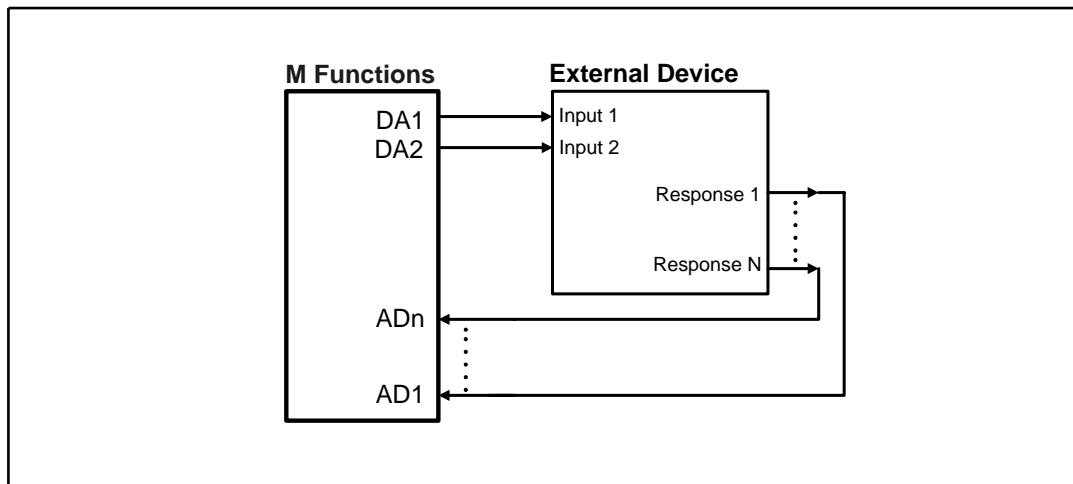 M Functions
External Device
DA1
DA2
Input 1
Input 2
Response 1
Response N
ADn
AD1